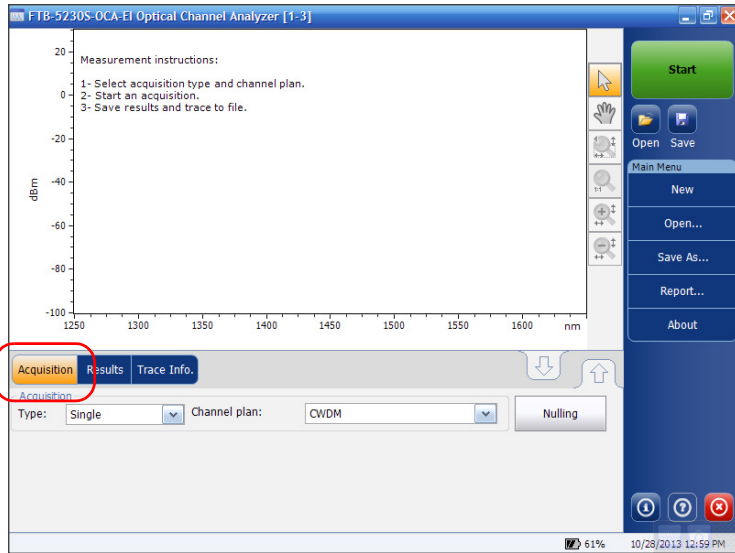 FTB-5230S-OCA-EI Optical Channel Analyzer [1-3]
20
0
-20
-40
-60
-80
-100
dBm
Measurement instructions:
1- Select acquisition type and channel plan.
2- Start an acquisition.
3- Save results and trace to file.
1250 1300 1350 1400 1450 1500 1550 1600 nm
1:1
Start
Open Save
Main Menu
New
Open...
Save As...
Report...
About
Acquisition Results Trace Info.
Acquisition
Type: Single Channel plan: CWDM Nulling
61% 10/28/2013 12:59 PM